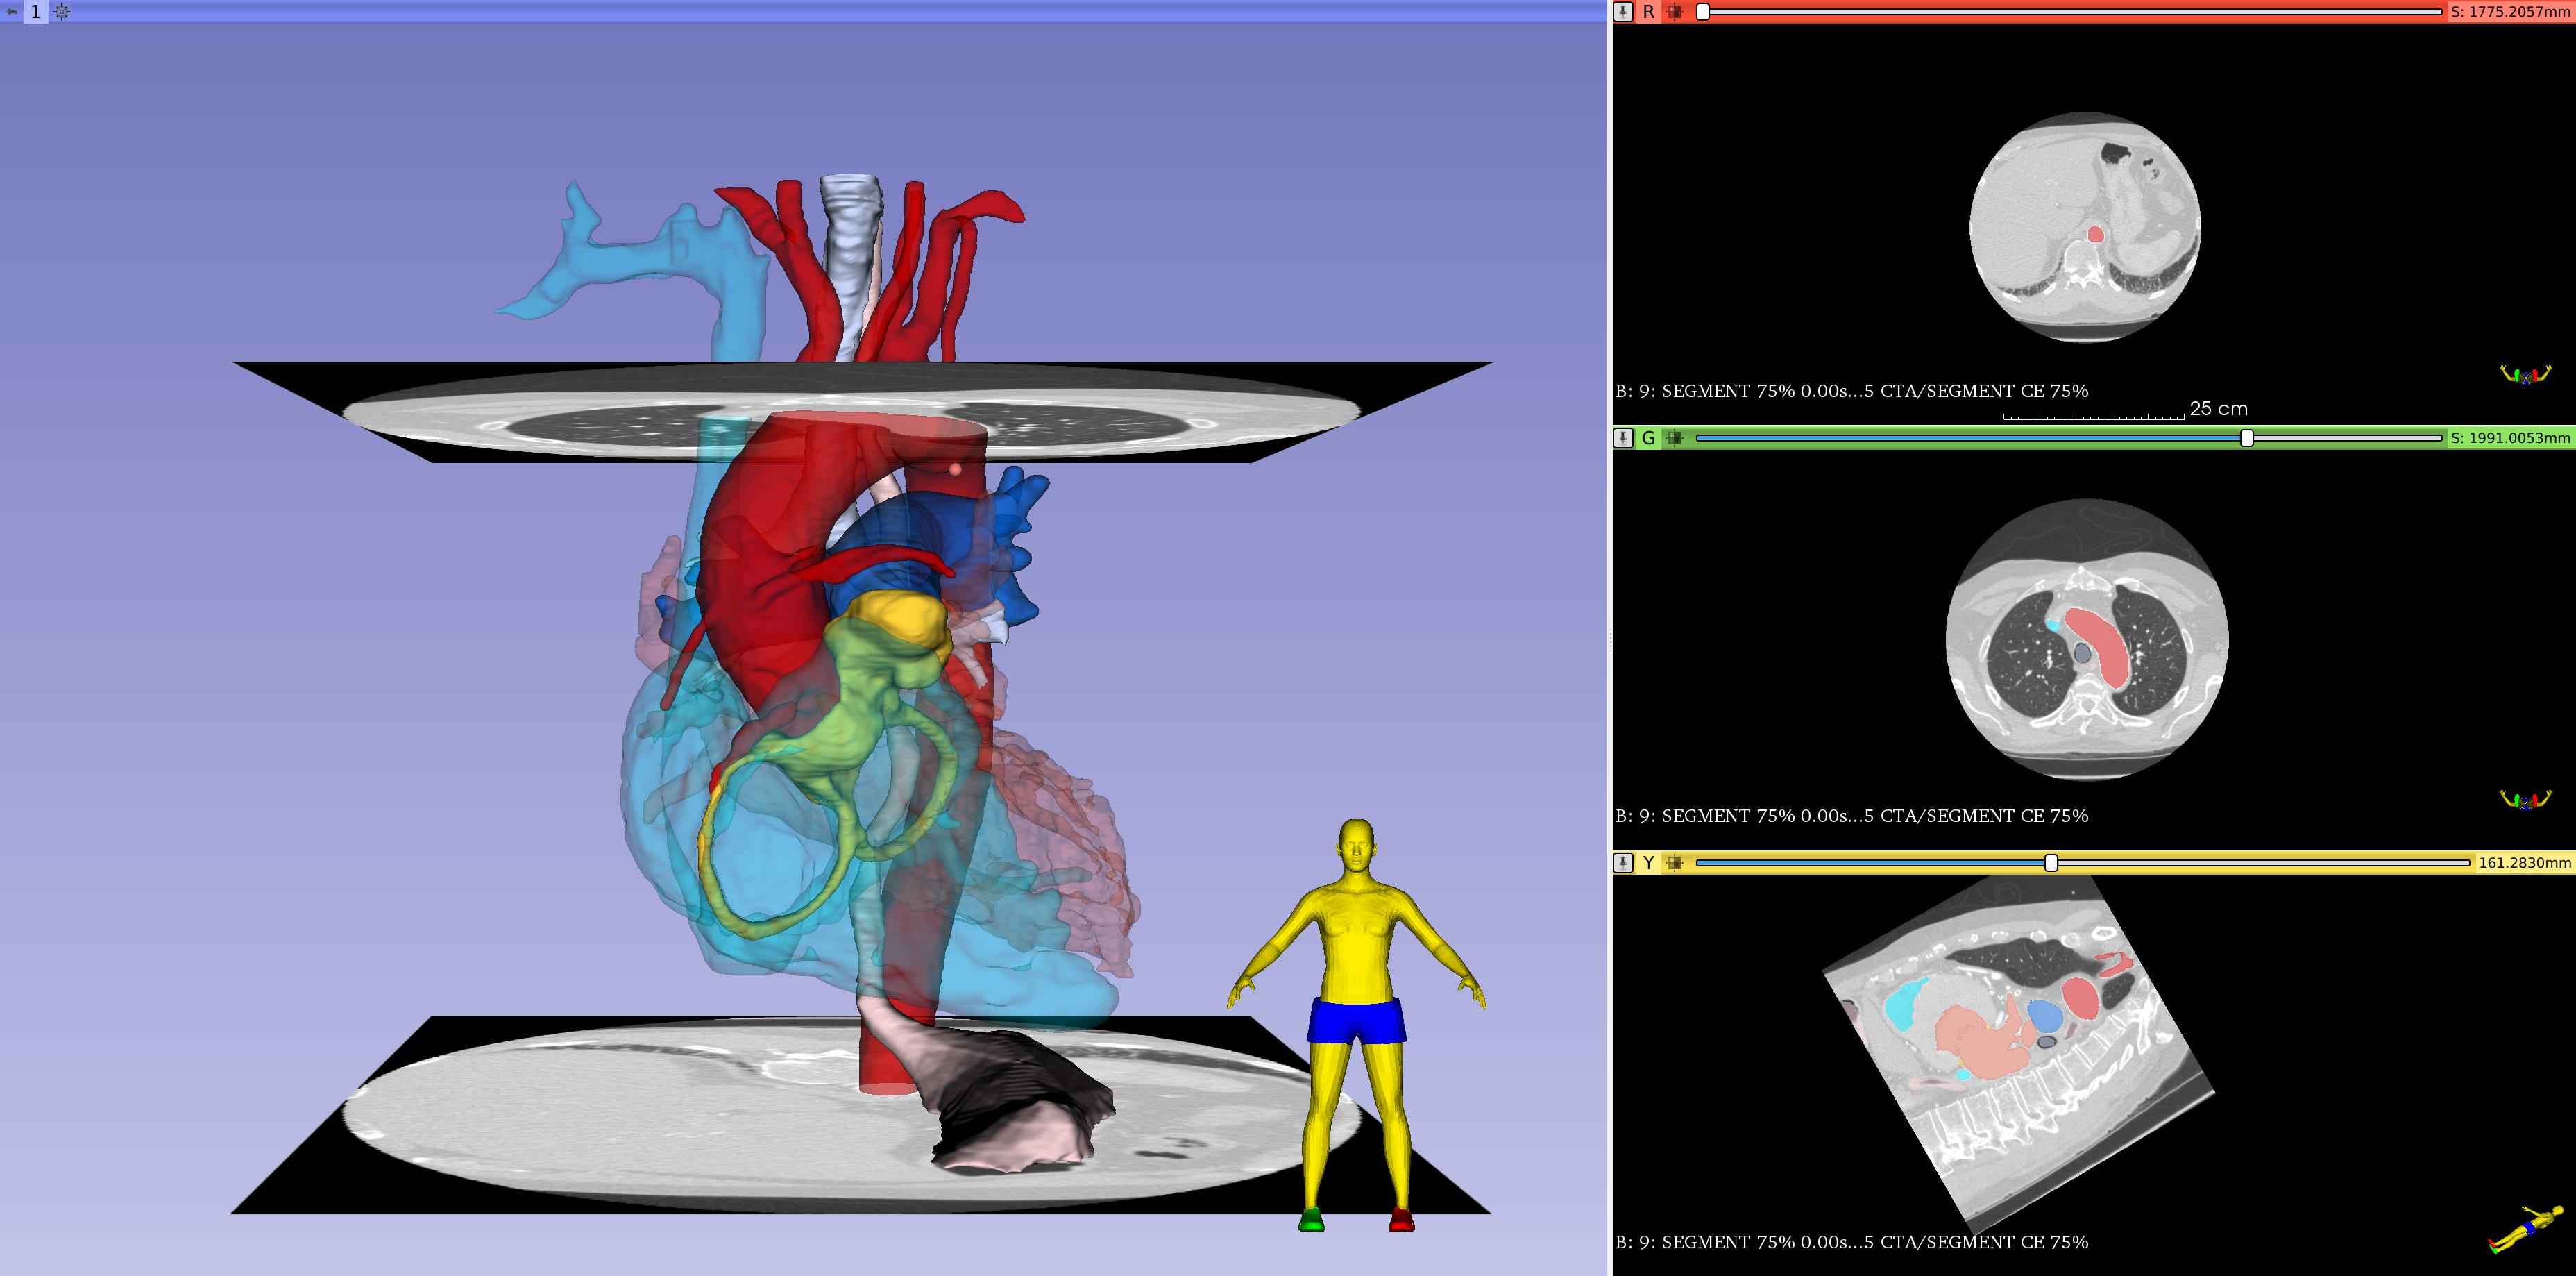 1
R
S: 1775.2057mm
B: 9: SEGMENT 75% 0.00s...5 CTA/SEGMENT CE 75%
25 cm
G
S: 1991.0053mm
B: 9: SEGMENT 75% 0.00s...5 CTA/SEGMENT CE 75%
Y
161.2830mm
B: 9: SEGMENT 75% 0.00s...5 CTA/SEGMENT CE 75%